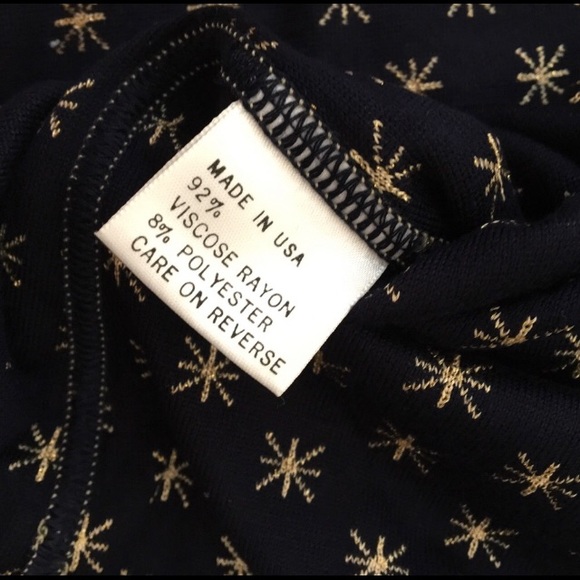 MADE IN USA
92%
VISCOSE RAYON
8% POLYESTER
CARE ON REVERSE